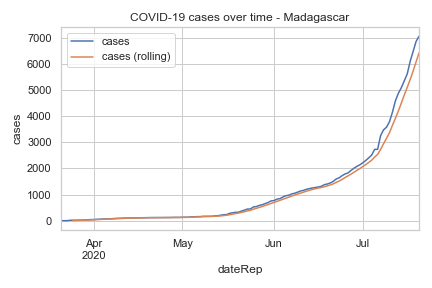 COVID-19 cases over time - Madagascar
cases
cases (rolling)
7000
6000
5000
4000
3000
2000
1000
0
cases
Apr
2020
May
Jun
Jul
dateRep